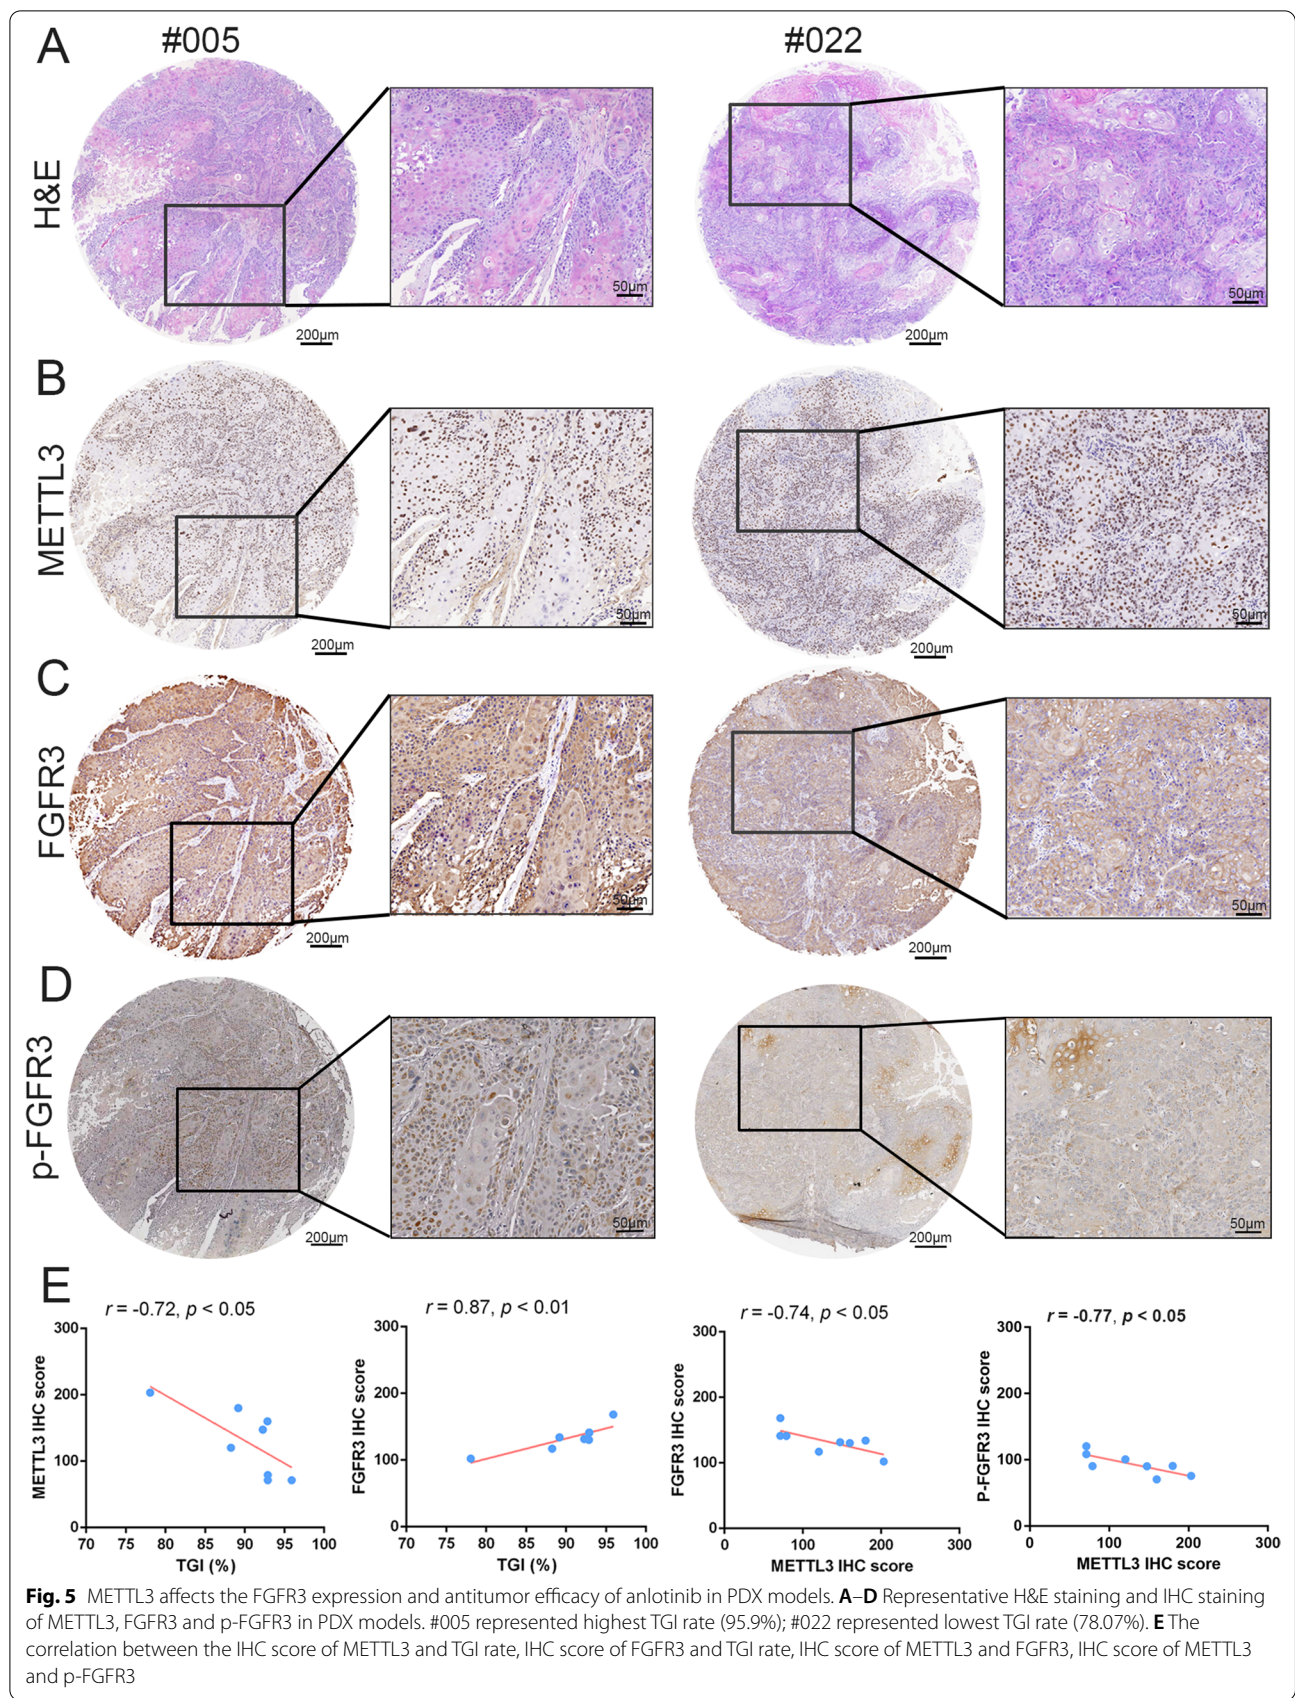 A
#005
#022
H&E
50µm
50µm
200µm
200µm
B
METTL3
50µm
50µm
200µm
200µm
C
FGFR3
50µm
50µm
200µm
200µm
D
p-FGFR3
50µm
50µm
200µm
200µm
E
r = -0.72, p < 0.05
METTL3 IHC score
300
200
100
0
70 75 80 85 90 95 100
TGI (%)
r = 0.87, p < 0.01
FGFR3 IHC score
300
200
100
0
70 75 80 85 90 95 100
TGI (%)
r = -0.74, p < 0.05
FGFR3 IHC score
300
200
100
0
0 100 200 300
METTL3 IHC score
r = -0.77, p < 0.05
P-FGFR3 IHC score
300
200
100
0
0 100 200 300
METTL3 IHC score
Fig. 5 METTL3 affects the FGFR3 expression and antitumor efficacy of anlotinib in PDX models. A–D Representative H&E staining and IHC staining
of METTL3, FGFR3 and p-FGFR3 in PDX models. #005 represented highest TGI rate (95.9%); #022 represented lowest TGI rate (78.07%). E The
correlation between the IHC score of METTL3 and TGI rate, IHC score of FGFR3 and TGI rate, IHC score of METTL3 and FGFR3, IHC score of METTL3
and p-FGFR3